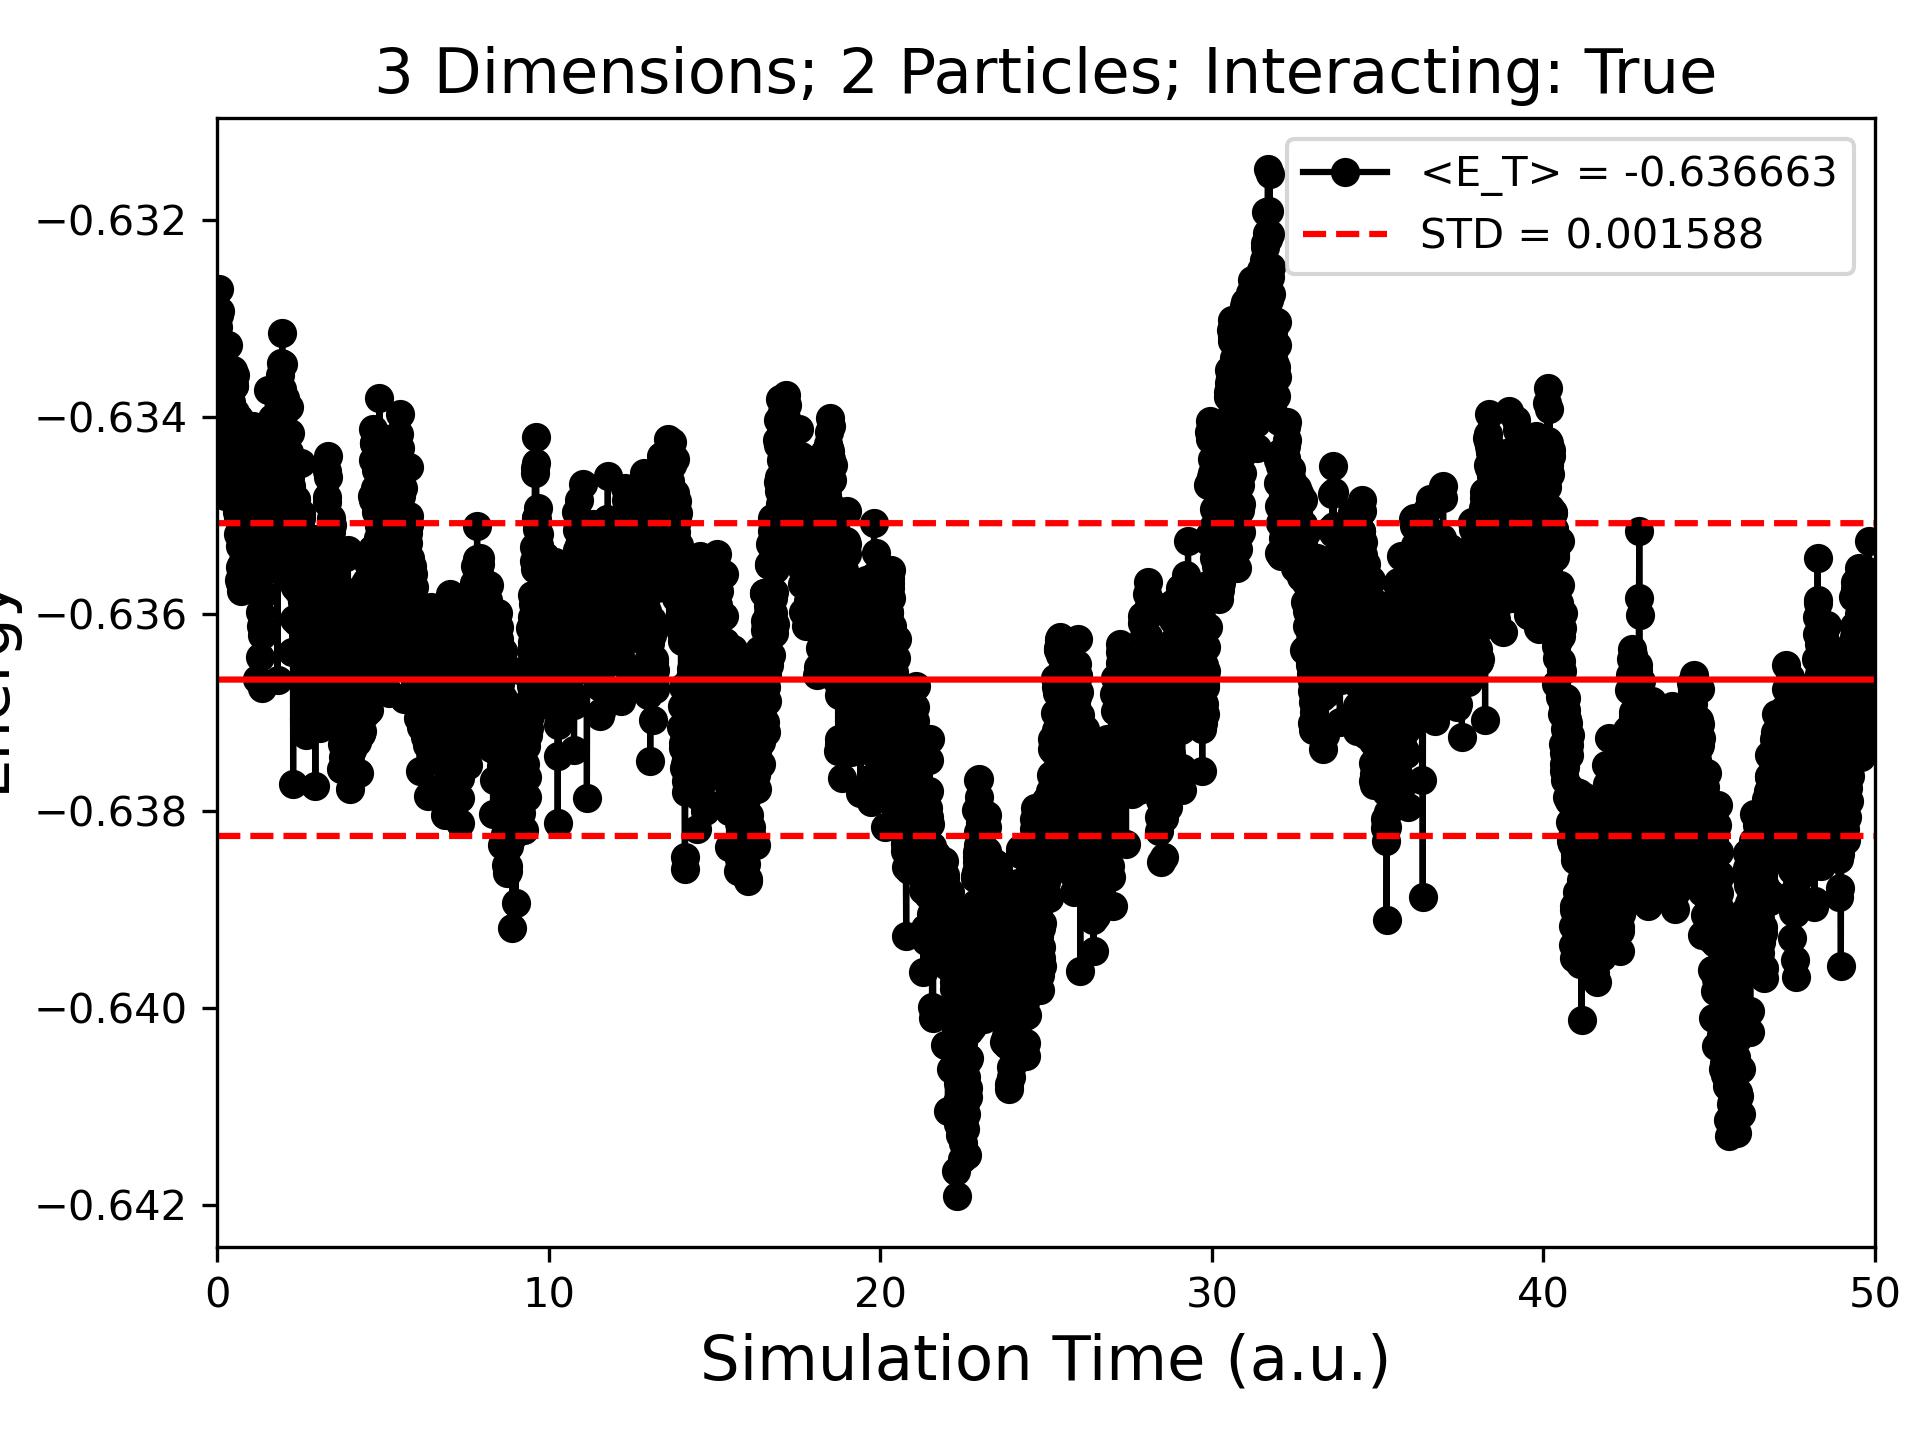 3 Dimensions; 2 Particles; Interacting: True
<E_T> = -0.636663
STD = 0.001588
−0.632
−0.634
−0.636
−0.638
−0.640
−0.642
Energy
0 10 20 30 40 50
Simulation Time (a.u.)